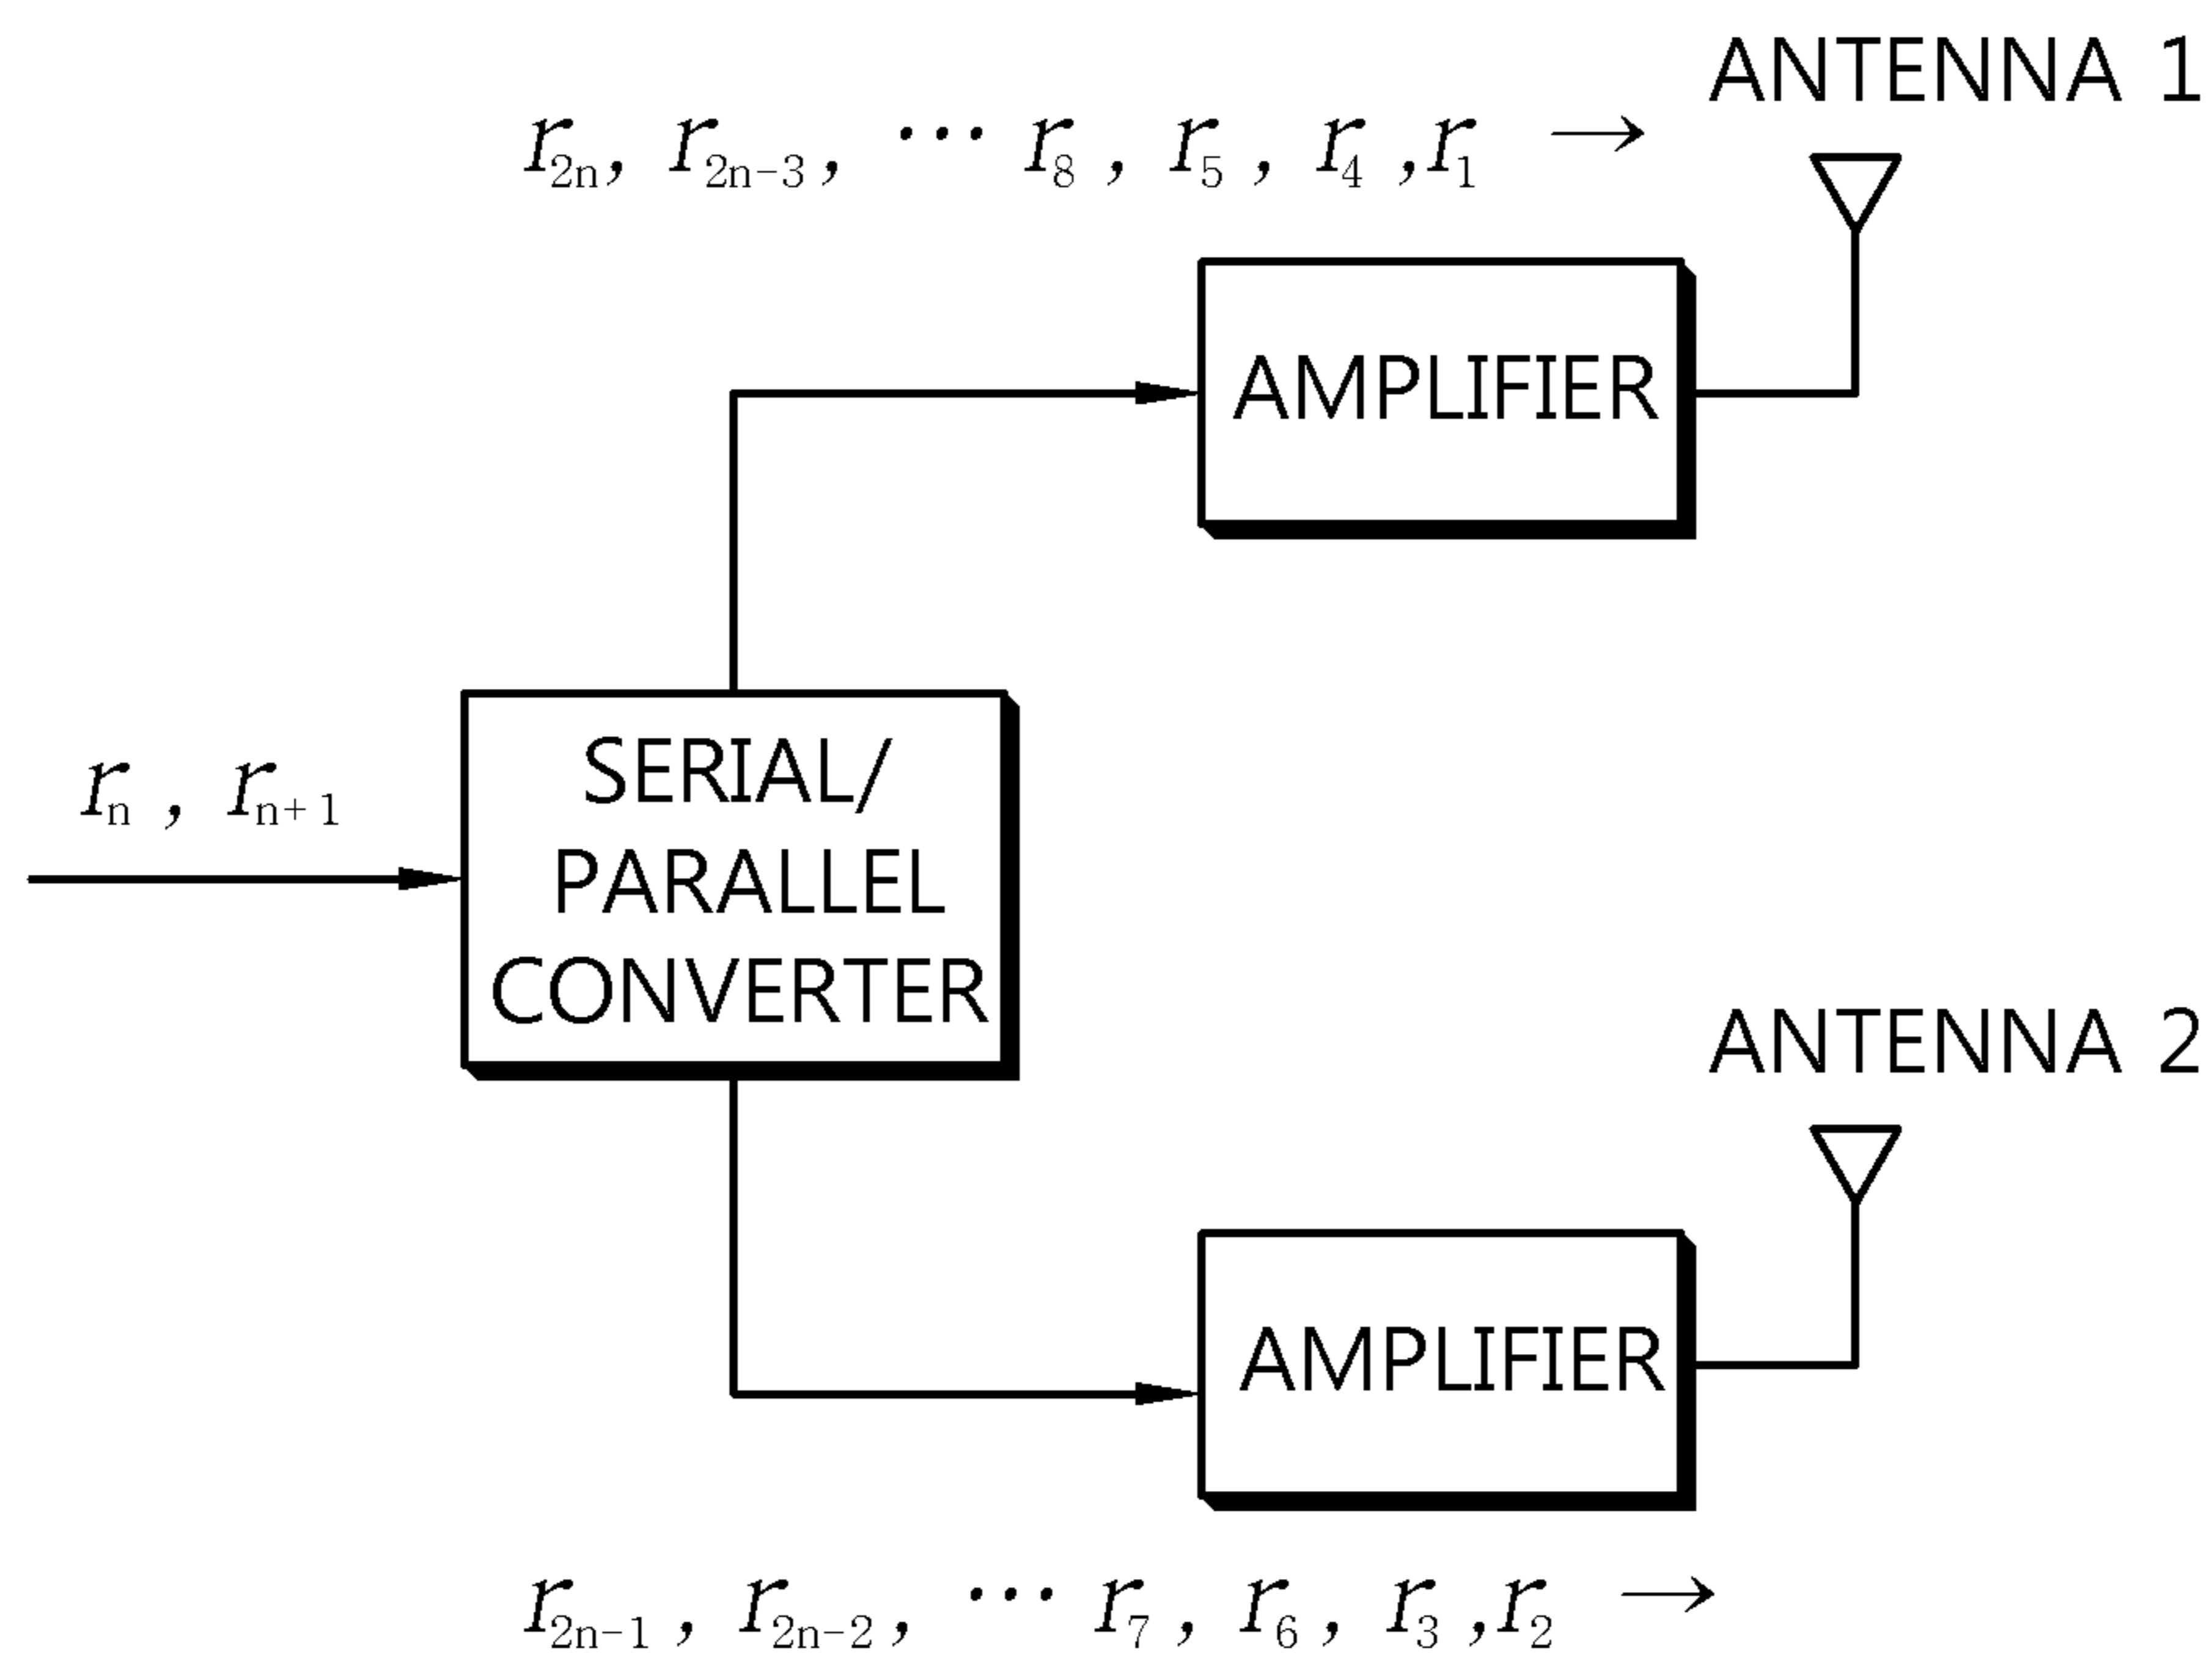 ANTENNA 1
r2n, r2n-3, ··· r8, r5, r4, r1 →
AMPLIFIER
rn, rn+1
SERIAL/
PARALLEL
CONVERTER
ANTENNA 2
AMPLIFIER
r2n-1, r2n-2, ··· r7, r6, r3, r2 →